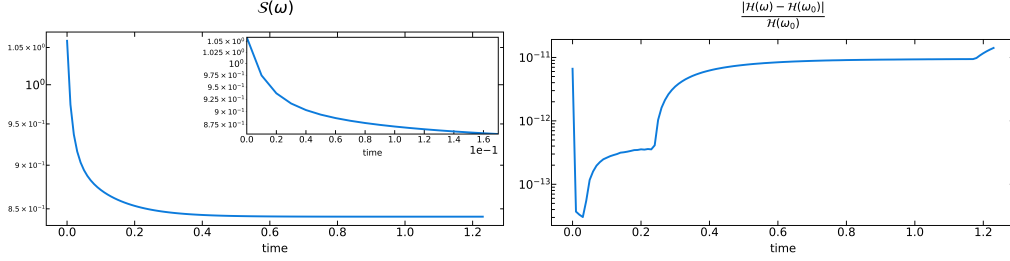 𝒮(ω)
1.05 × 10⁰
10⁰
9.5 × 10⁻¹
9 × 10⁻¹
8.5 × 10⁻¹
0.0 0.2 0.4 0.6 0.8 1.0 1.2
time
1.05 × 10⁰
1.025 × 10⁰
10⁰
9.75 × 10⁻¹
9.5 × 10⁻¹
9.25 × 10⁻¹
9 × 10⁻¹
8.75 × 10⁻¹
0.0 0.2 0.4 0.6 0.8 1.0 1.2 1.4 1.6
time
1e−1
|ℋ(ω) − ℋ(ω₀)|
ℋ(ω₀)
10⁻¹¹
10⁻¹²
10⁻¹³
0.0 0.2 0.4 0.6 0.8 1.0 1.2
time